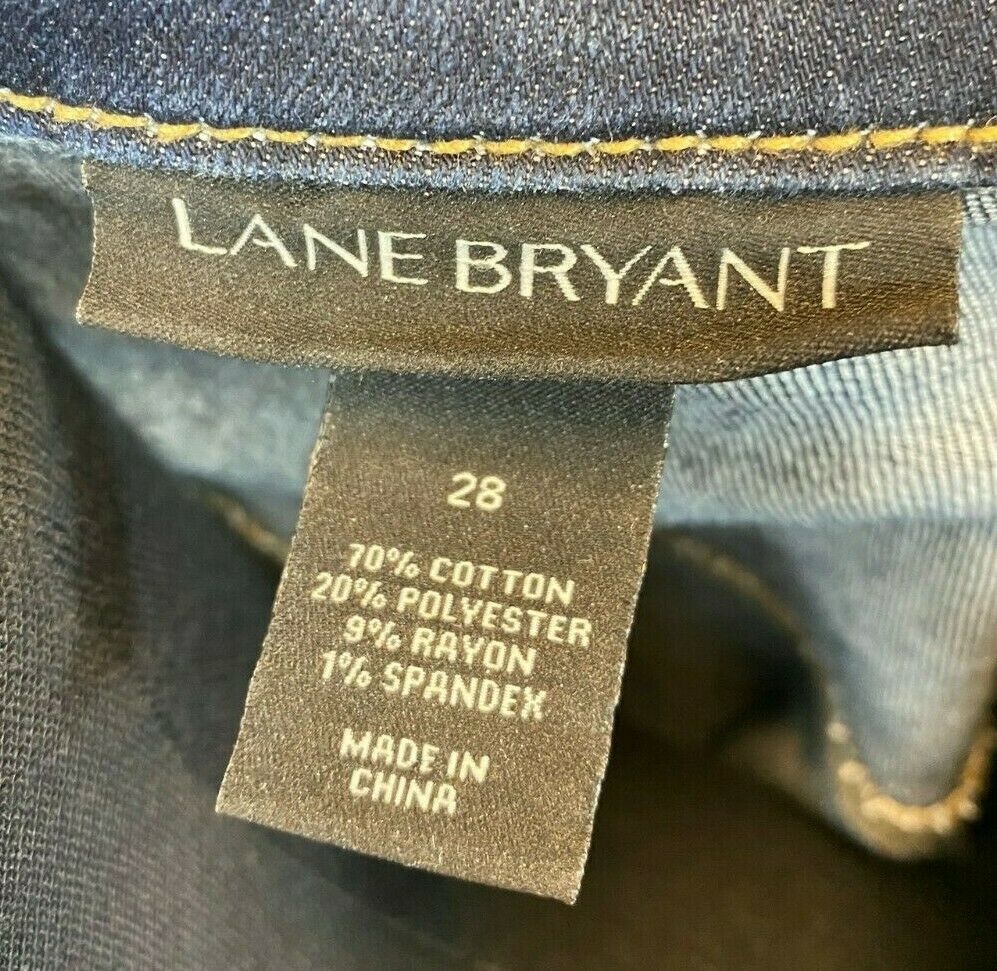 LANE BRYANT
28
70% COTTON
20% POLYESTER
9% RAYON
1% SPANDEX
MADE IN
CHINA